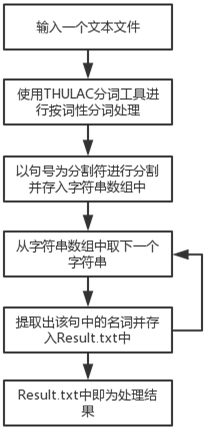 输入一个文本文件
使用THULAC分词工具进
行按词性分词处理
以句号为分割符进行分割
并存入字符串数组中
从字符串数组中取下一个
字符串
提取出该句中的名词并存
入Result.txt中
Result.txt中即为处理结
果